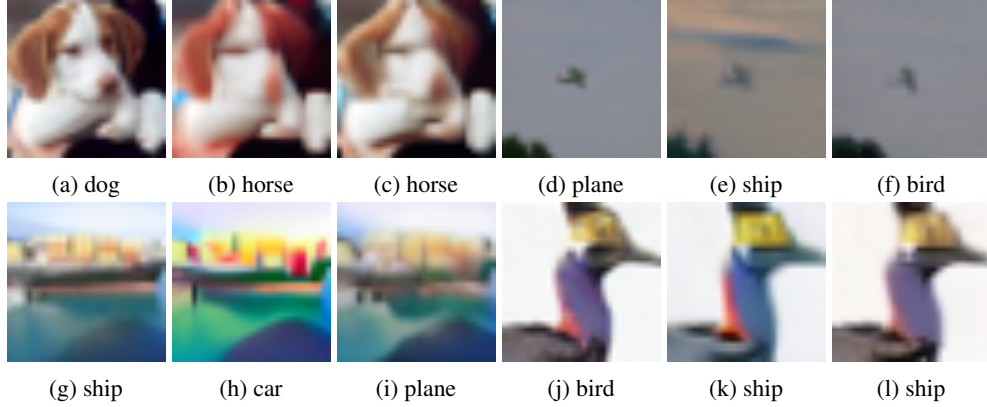 (a) dog (b) horse (c) horse (d) plane (e) ship (f) bird
(g) ship (h) car (i) plane (j) bird (k) ship (l) ship